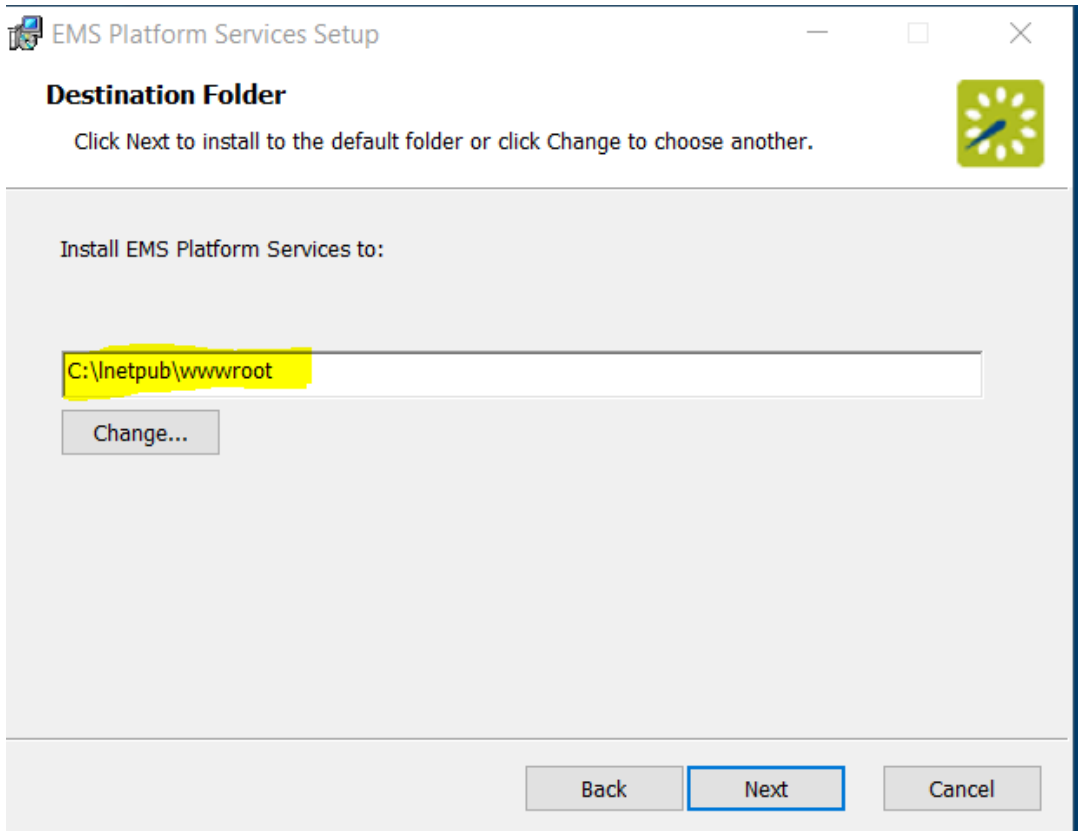 EMS Platform Services Setup
Destination Folder
Click Next to install to the default folder or click Change to choose another.
Install EMS Platform Services to:
C:\Inetpub\wwwroot
Change...
Back Next Cancel